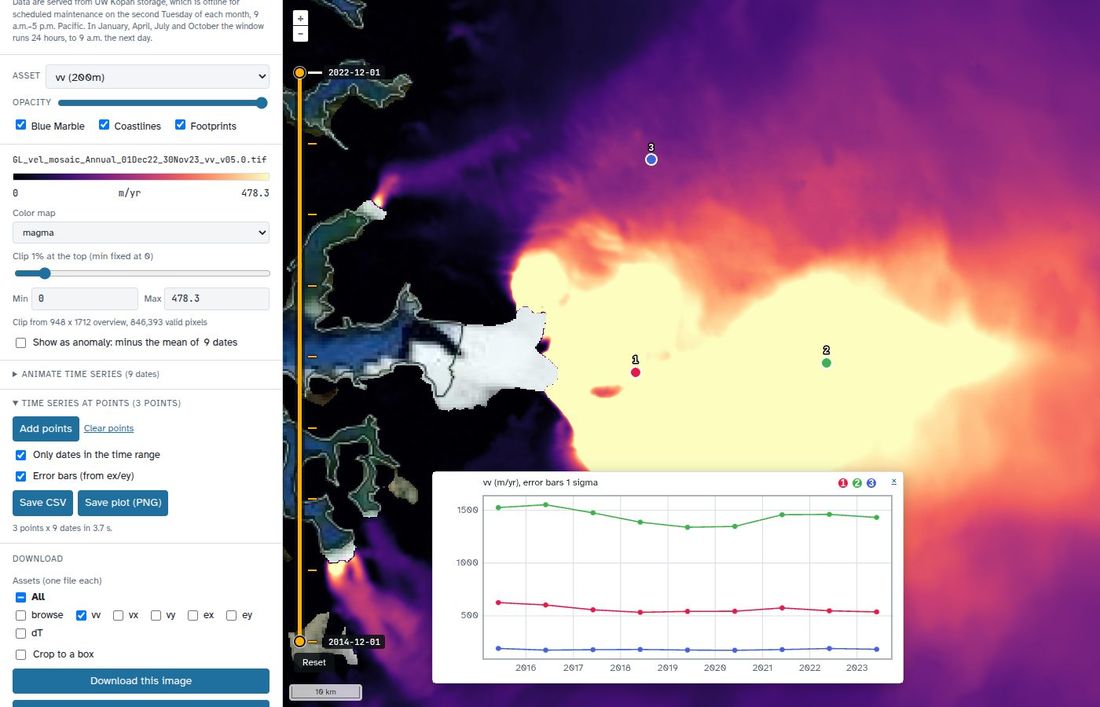 Data are served from UW Kopah storage, which is offline for
scheduled maintenance on the second Tuesday of each month, 9
a.m.–5 p.m. Pacific. In January, April, July and October the window
runs 24 hours, to 9 a.m. the next day.
ASSET vv (200m)
OPACITY
Blue Marble Coastlines Footprints
GL_vel_mosaic_Annual_01Dec22_30Nov23_vv_v05.0.tif
0 m/yr 478.3
Color map
magma
Clip 1% at the top (min fixed at 0)
Min 0 Max 478.3
Clip from 948 x 1712 overview, 846,393 valid pixels
Show as anomaly: minus the mean of 9 dates
ANIMATE TIME SERIES (9 dates)
TIME SERIES AT POINTS (3 POINTS)
Add points Clear points
Only dates in the time range
Error bars (from ex/ey)
Save CSV Save plot (PNG)
3 points x 9 dates in 3.7 s.
DOWNLOAD
Assets (one file each)
All
browse vv vx vy ex ey
dT
Crop to a box
Download this image
+
−
2022-12-01
3
1
2
2014-12-01
Reset
10 km
vv (m/yr), error bars 1 sigma 1 2 3 x
1500
1000
500
2016 2017 2018 2019 2020 2021 2022 2023